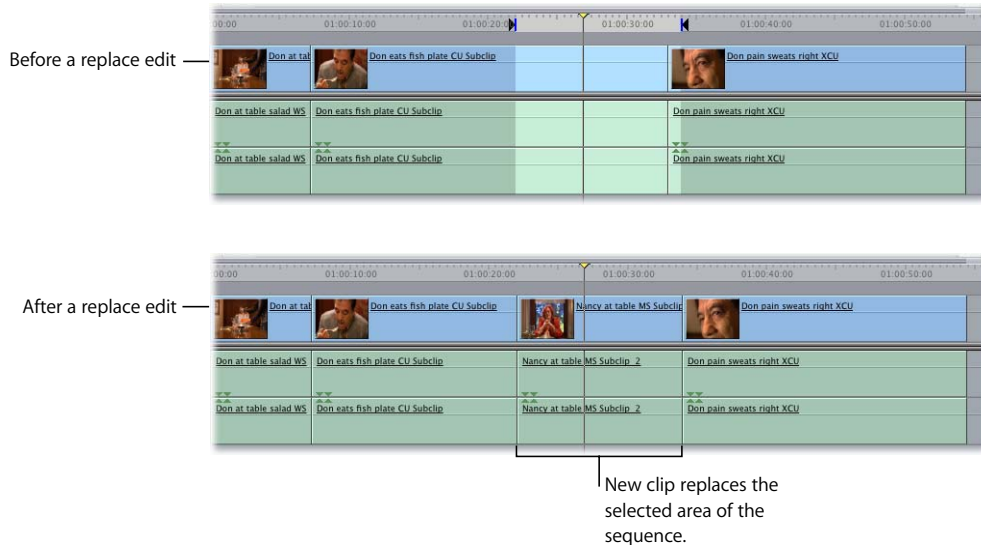 00:00 01:00:10:00 01:00:20:0 01:00:30:00 01:00:40:00 01:00:50:00
Before a replace edit
Don at tab Don eats fish plate CU Subclip Don pain sweats right XCU
Don at table salad WS Don eats fish plate CU Subclip Don pain sweats right XCU
Don at table salad WS Don eats fish plate CU Subclip Don pain sweats right XCU
00:00 01:00:10:00 01:00:20:00 01:00:30:00 01:00:40:00 01:00:50:00
After a replace edit
Don at tab Don eats fish plate CU Subclip Nancy at table MS Subclip Don pain sweats right XCU
Don at table salad WS Don eats fish plate CU Subclip Nancy at table MS Subclip 2 Don pain sweats right XCU
Don at table salad WS Don eats fish plate CU Subclip Nancy at table MS Subclip 2 Don pain sweats right XCU
New clip replaces the
selected area of the
sequence.